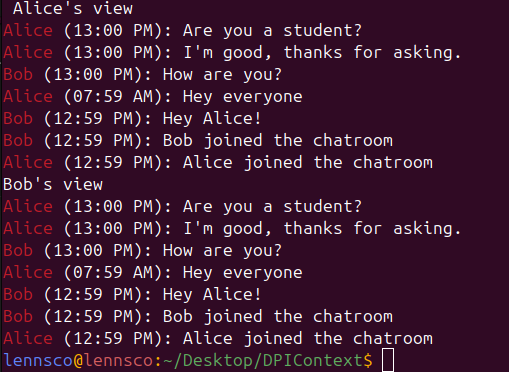 Alice's view
Alice (13:00 PM): Are you a student?
Alice (13:00 PM): I'm good, thanks for asking.
Bob (13:00 PM): How are you?
Alice (07:59 AM): Hey everyone
Bob (12:59 PM): Hey Alice!
Bob (12:59 PM): Bob joined the chatroom
Alice (12:59 PM): Alice joined the chatroom
Bob's view
Alice (13:00 PM): Are you a student?
Alice (13:00 PM): I'm good, thanks for asking.
Bob (13:00 PM): How are you?
Alice (07:59 AM): Hey everyone
Bob (12:59 PM): Hey Alice!
Bob (12:59 PM): Bob joined the chatroom
Alice (12:59 PM): Alice joined the chatroom
lennsco@lennsco:~/Desktop/DPIContext$